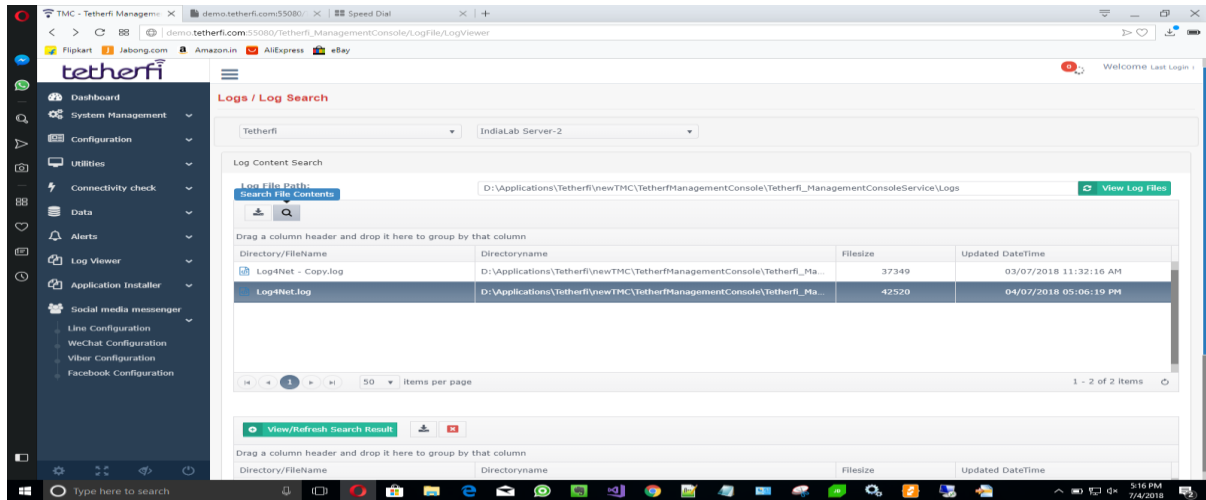 TMC - Tetherfi Manageme
demo.tetherfi.com:55080/
Speed Dial
demo.tetherfi.com:55080/Tetherfi_ManagementConsole/LogFile/LogViewer
Flipkart Jabong.com Amazon.in AliExpress eBay
tetherfi
0
Welcome Last Login :
Dashboard
System Management
Configuration
Utilities
Connectivity check
Data
Alerts
Log Viewer
Application Installer
Social media messenger
Line Configuration
WeChat Configuration
Viber Configuration
Facebook Configuration
Logs / Log Search
Tetherfi IndiaLab Server-2
Log Content Search
Log File Path: D:\Applications\Tetherfi\newTMC\TetherfManagementConsole\Tetherfi_ManagementConsoleService\Logs View Log Files
Search File Contents
Drag a column header and drop it here to group by that column
Directory/FileName Directoryname Filesize Updated DateTime
Log4Net - Copy.log D:\Applications\Tetherfi\newTMC\TetherfManagementConsole\Tetherfi_Ma... 37349 03/07/2018 11:32:16 AM
Log4Net.log D:\Applications\Tetherfi\newTMC\TetherfManagementConsole\Tetherfi_Ma... 42520 04/07/2018 05:06:19 PM
1 50 items per page 1 - 2 of 2 items
View/Refresh Search Result
Drag a column header and drop it here to group by that column
Directory/FileName Directoryname Filesize Updated DateTime
Type here to search
5:16 PM
7/4/2018